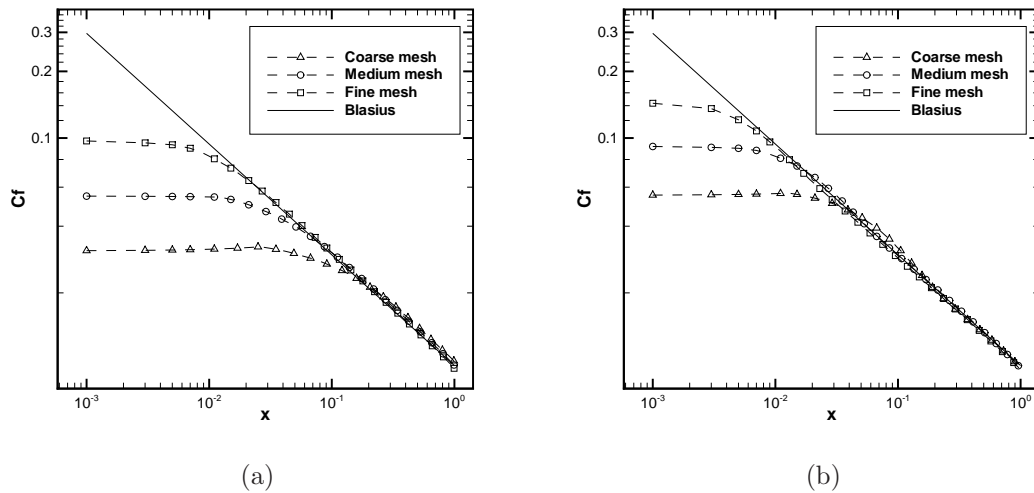 Cf
0.3
0.2
0.1
Coarse mesh
Medium mesh
Fine mesh
Blasius
10-3
10-2
10-1
100
x
(a)
Cf
0.3
0.2
0.1
Coarse mesh
Medium mesh
Fine mesh
Blasius
10-3
10-2
10-1
100
x
(b)